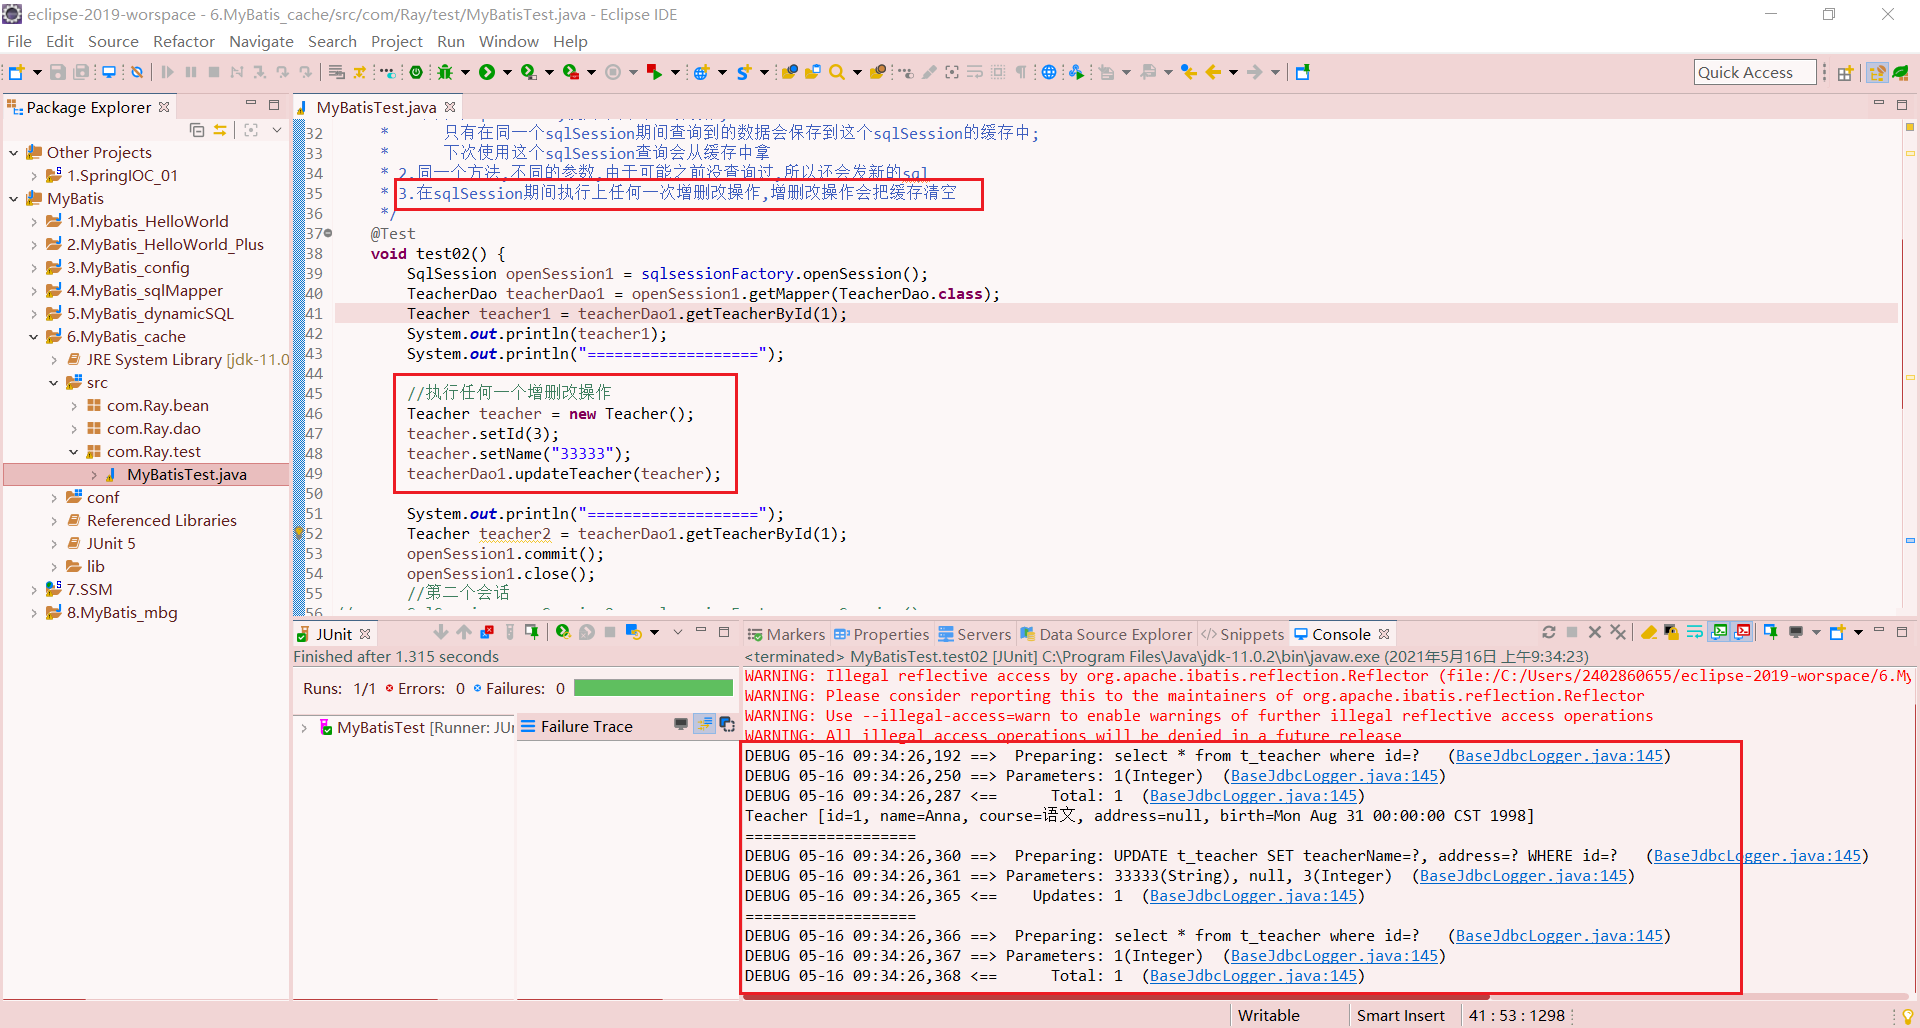 eclipse-2019-worspace - 6.MyBatis_cache/src/com/Ray/test/MyBatisTest.java - Eclipse IDE
File Edit Source Refactor Navigate Search Project Run Window Help
Quick Access
Package Explorer
Other Projects
1.SpringIOC_01
MyBatis
1.Mybatis_HelloWorld
2.MyBatis_HelloWorld_Plus
3.MyBatis_config
4.MyBatis_sqlMapper
5.MyBatis_dynamicSQL
6.MyBatis_cache
JRE System Library [jdk-11.0
src
com.Ray.bean
com.Ray.dao
com.Ray.test
MyBatisTest.java
conf
Referenced Libraries
JUnit 5
lib
7.SSM
8.MyBatis_mbg
MyBatisTest.java
32 * 只有在同一个sqlSession期间查询到的数据会保存到这个sqlSession的缓存中;
33 * 下次使用这个sqlSession查询会从缓存中拿
34 * 2.同一个方法,不同的参数,由于可能之前没查询过,所以还会发新的sql
35 * 3.在sqlSession期间执行上任何一次增删改操作,增删改操作会把缓存清空
36 */
37 @Test
38 void test02() {
39 SqlSession openSession1 = sqlsessionFactory.openSession();
40 TeacherDao teacherDao1 = openSession1.getMapper(TeacherDao.class);
41 Teacher teacher1 = teacherDao1.getTeacherById(1);
42 System.out.println(teacher1);
43 System.out.println("===================");
44
45 //执行任何一个增删改操作
46 Teacher teacher = new Teacher();
47 teacher.setId(3);
48 teacher.setName("33333");
49 teacherDao1.updateTeacher(teacher);
50
51 System.out.println("===================");
52 Teacher teacher2 = teacherDao1.getTeacherById(1);
53 openSession1.commit();
54 openSession1.close();
55 //第二个会话
JUnit
Finished after 1.315 seconds
Runs: 1/1 Errors: 0 Failures: 0
MyBatisTest [Runner: JU
Failure Trace
Markers Properties Servers Data Source Explorer Snippets Console
<terminated> MyBatisTest.test02 [JUnit] C:\Program Files\Java\jdk-11.0.2\bin\javaw.exe (2021年5月16日 上午9:34:23)
WARNING: Illegal reflective access by org.apache.ibatis.reflection.Reflector (file:/C:/Users/2402860655/eclipse-2019-worspace/6.My
WARNING: Please consider reporting this to the maintainers of org.apache.ibatis.reflection.Reflector
WARNING: Use --illegal-access=warn to enable warnings of further illegal reflective access operations
WARNING: All illegal access operations will be denied in a future release
DEBUG 05-16 09:34:26,192 ==>  Preparing: select * from t_teacher where id=?   (BaseJdbcLogger.java:145)
DEBUG 05-16 09:34:26,250 ==> Parameters: 1(Integer)  (BaseJdbcLogger.java:145)
DEBUG 05-16 09:34:26,287 <==      Total: 1  (BaseJdbcLogger.java:145)
Teacher [id=1, name=Anna, course=语文, address=null, birth=Mon Aug 31 00:00:00 CST 1998]
===================
DEBUG 05-16 09:34:26,360 ==>  Preparing: UPDATE t_teacher SET teacherName=?, address=? WHERE id=?   (BaseJdbcLogger.java:145)
DEBUG 05-16 09:34:26,361 ==> Parameters: 33333(String), null, 3(Integer)  (BaseJdbcLogger.java:145)
DEBUG 05-16 09:34:26,365 <==    Updates: 1  (BaseJdbcLogger.java:145)
===================
DEBUG 05-16 09:34:26,366 ==>  Preparing: select * from t_teacher where id=?   (BaseJdbcLogger.java:145)
DEBUG 05-16 09:34:26,367 ==> Parameters: 1(Integer)  (BaseJdbcLogger.java:145)
DEBUG 05-16 09:34:26,368 <==      Total: 1  (BaseJdbcLogger.java:145)
Writable Smart Insert 41 : 53 : 1298